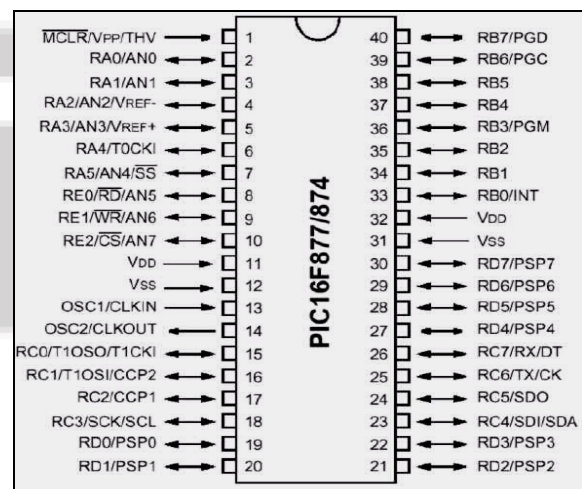 MCLR/VPP/THV 1 40 RB7/PGD
RA0/AN0 2 39 RB6/PGC
RA1/AN1 3 38 RB5
RA2/AN2/VREF- 4 37 RB4
RA3/AN3/VREF+ 5 36 RB3/PGM
RA4/T0CKI 6 35 RB2
RA5/AN4/SS 7 34 RB1
RE0/RD/AN5 8 33 RB0/INT
RE1/WR/AN6 9 32 VDD
RE2/CS/AN7 10 31 VSS
VDD 11 30 RD7/PSP7
VSS 12 29 RD6/PSP6
OSC1/CLKIN 13 28 RD5/PSP5
OSC2/CLKOUT 14 27 RD4/PSP4
RC0/T1OSO/T1CKI 15 26 RC7/RX/DT
RC1/T1OSI/CCP2 16 25 RC6/TX/CK
RC2/CCP1 17 24 RC5/SDO
RC3/SCK/SCL 18 23 RC4/SDI/SDA
RD0/PSP0 19 22 RD3/PSP3
RD1/PSP1 20 21 RD2/PSP2
PIC16F877/874